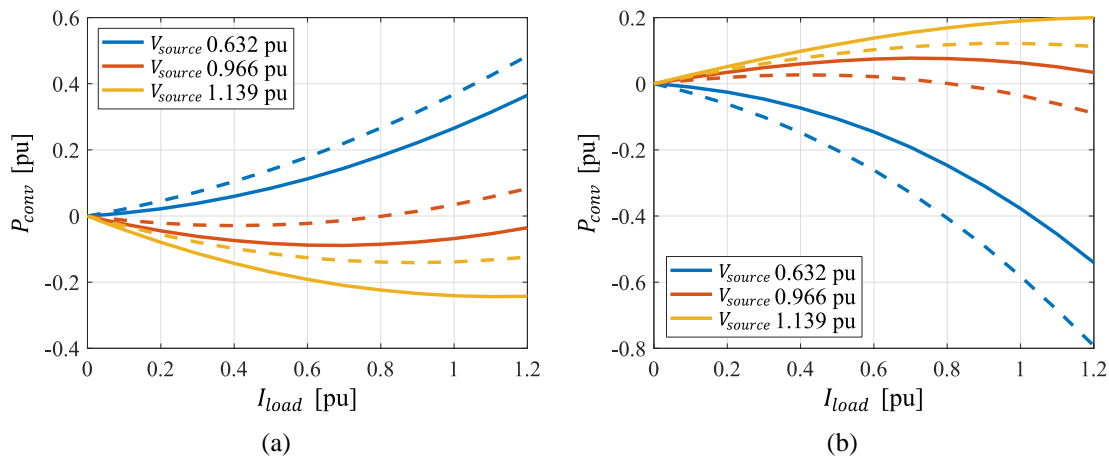 0.6
0.4
0.2
0
-0.2
-0.4
P_conv [pu]
V_source 0.632 pu
V_source 0.966 pu
V_source 1.139 pu
0 0.2 0.4 0.6 0.8 1 1.2
I_load [pu]
(a)
0.2
0
-0.2
-0.4
-0.6
-0.8
P_conv [pu]
V_source 0.632 pu
V_source 0.966 pu
V_source 1.139 pu
0 0.2 0.4 0.6 0.8 1 1.2
I_load [pu]
(b)